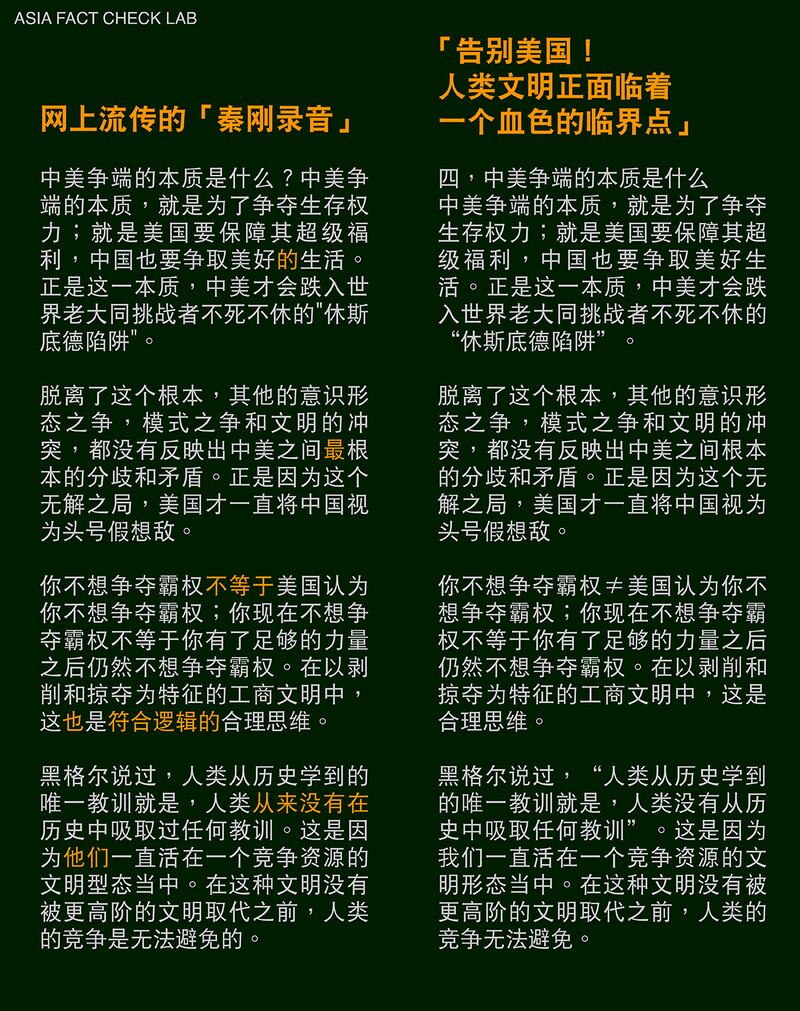 ASIA FACT CHECK LAB
网上流传的「秦刚录音」
中美争端的本质是什么？中美争
端的本质，就是为了争夺生存权
力；就是美国要保障其超级福
利，中国也要争取美好的生活。
正是这一本质，中美才会跌入世
界老大同挑战者不死不休的"休斯
底德陷阱"。
脱离了这个根本，其他的意识形
态之争，模式之争和文明的冲
突，都没有反映出中美之间最根
本的分歧和矛盾。正是因为这个
无解之局，美国才一直将中国视
为头号假想敌。
你不想争夺霸权不等于美国认为
你不想争夺霸权；你现在不想争
夺霸权不等于你有了足够的力量
之后仍然不想争夺霸权。在以剥
削和掠夺为特征的工商文明中，
这也是符合逻辑的合理思维。
黑格尔说过，人类从历史学到的
唯一教训就是，人类从来没有在
历史中吸取过任何教训。这是因
为他们一直活在一个竞争资源的
文明型态当中。在这种文明没有
被更高阶的文明取代之前，人类
的竞争是无法避免的。
「告别美国！
人类文明正面临着
一个血色的临界点」
四，中美争端的本质是什么
中美争端的本质，就是为了争夺
生存权力；就是美国要保障其超
级福利，中国也要争取美好生
活。正是这一本质，中美才会跌
入世界老大同挑战者不死不休的
“休斯底德陷阱”。
脱离了这个根本，其他的意识形
态之争，模式之争和文明的冲
突，都没有反映出中美之间根本
的分歧和矛盾。正是因为这个无
解之局，美国才一直将中国视为
头号假想敌。
你不想争夺霸权≠美国认为你不
想争夺霸权；你现在不想争夺霸
权不等于你有了足够的力量之后
仍然不想争夺霸权。在以剥削和
掠夺为特征的工商文明中，这是
合理思维。
黑格尔说过，“人类从历史学到
的唯一教训就是，人类没有从历
史中吸取任何教训”。这是因为
我们一直活在一个竞争资源的文
明形态当中。在这种文明没有被
更高阶的文明取代之前，人类的
竞争无法避免。